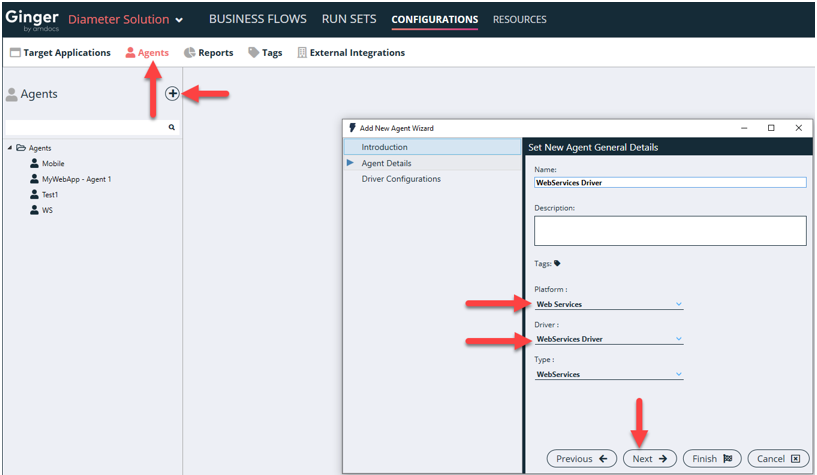 Ginger
by amdocs
Diameter Solution
BUSINESS FLOWS
RUN SETS
CONFIGURATIONS
RESOURCES
Target Applications
Agents
Reports
Tags
External Integrations
Agents
Agents
Mobile
MyWebApp - Agent 1
Test1
WS
Add New Agent Wizard
Introduction
Agent Details
Driver Configurations
Set New Agent General Details
Name:
WebServices Driver
Description:
Tags:
Platform :
Web Services
Driver :
WebServices Driver
Type :
WebServices
Previous
Next
Finish
Cancel